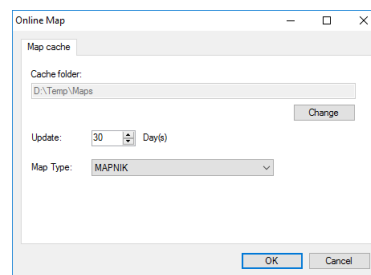 Online Map
Map cache
Cache folder:
D:\Temp\Maps
Change
Update: 30 Day(s)
Map Type: MAPNIK
OK Cancel